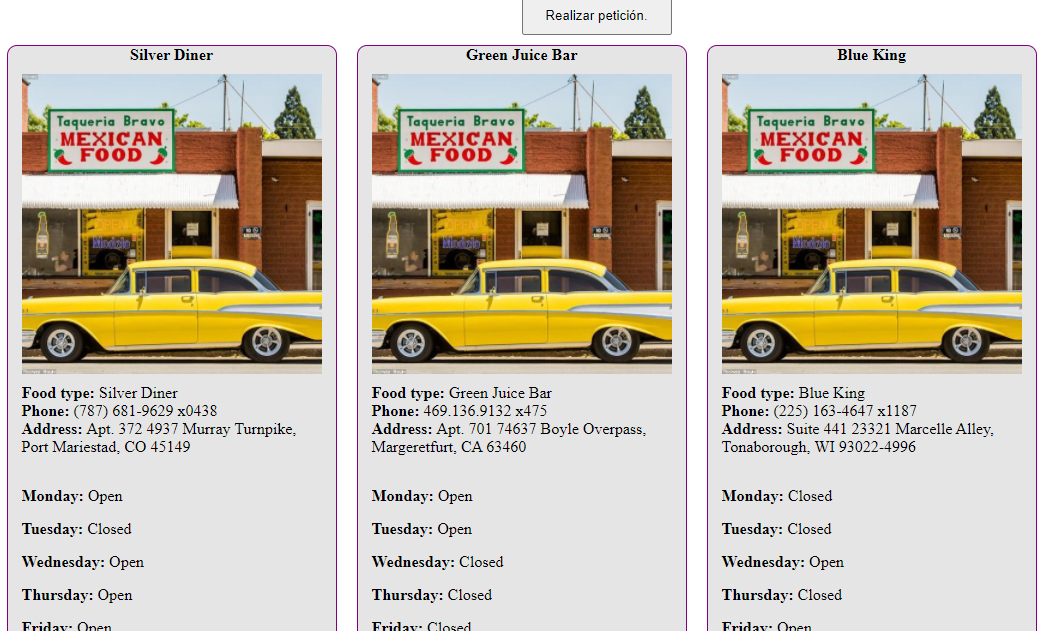 Realizar petición.
Silver Diner
Taqueria Bravo
MEXICAN
FOOD
Food type: Silver Diner
Phone: (787) 681-9629 x0438
Address: Apt. 372 4937 Murray Turnpike,
Port Mariestad, CO 45149
Monday: Open
Tuesday: Closed
Wednesday: Open
Thursday: Open
Friday: Open
Green Juice Bar
Taqueria Bravo
MEXICAN
FOOD
Food type: Green Juice Bar
Phone: 469.136.9132 x475
Address: Apt. 701 74637 Boyle Overpass,
Margeretfurt, CA 63460
Monday: Open
Tuesday: Open
Wednesday: Closed
Thursday: Closed
Friday: Closed
Blue King
Taqueria Bravo
MEXICAN
FOOD
Food type: Blue King
Phone: (225) 163-4647 x1187
Address: Suite 441 23321 Marcelle Alley,
Tonaborough, WI 93022-4996
Monday: Closed
Tuesday: Closed
Wednesday: Open
Thursday: Closed
Friday: Open